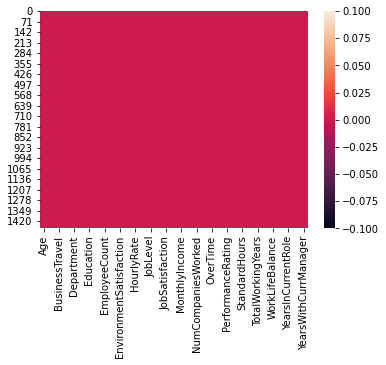 0
71
142
213
284
355
426
497
568
639
710
781
852
923
994
1065
1136
1207
1278
1349
1420
Age
BusinessTravel
Department
Education
EmployeeCount
EnvironmentSatisfaction
HourlyRate
JobLevel
JobSatisfaction
MonthlyIncome
NumCompaniesWorked
OverTime
PerformanceRating
StandardHours
TotalWorkingYears
WorkLifeBalance
YearsInCurrentRole
YearsWithCurrManager
0.100
0.075
0.050
0.025
0.000
−0.025
−0.050
−0.075
−0.100